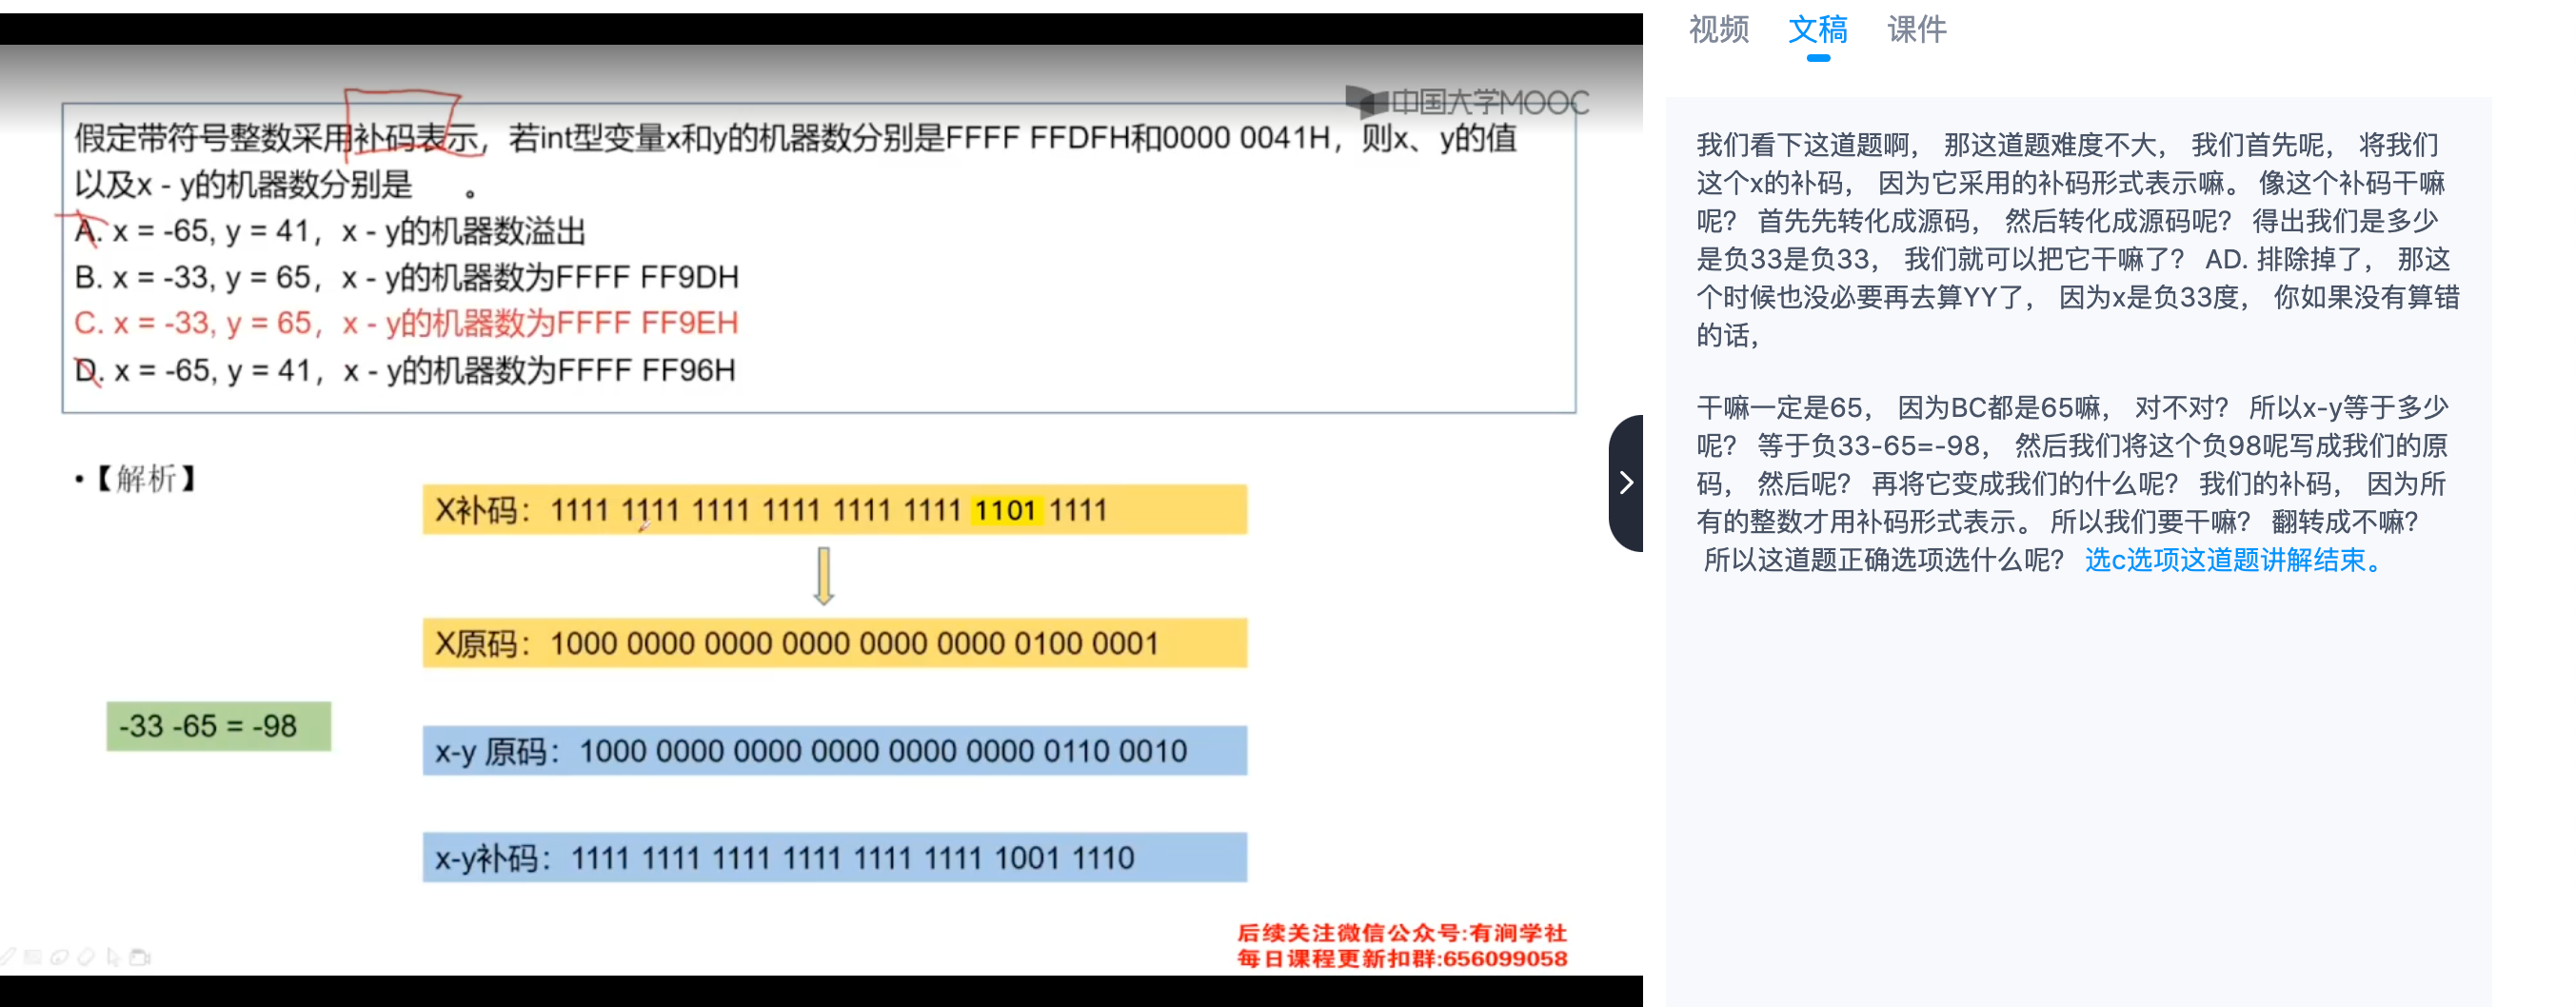 中国大学MOOC
假定带符号整数采用补码表示，若int型变量x和y的机器数分别是FFFF FFDFH和0000 0041H，则x、y的值
以及x - y的机器数分别是 。
A. x = -65, y = 41，x - y的机器数溢出
B. x = -33, y = 65，x - y的机器数为FFFF FF9DH
C. x = -33, y = 65，x - y的机器数为FFFF FF9EH
D. x = -65, y = 41，x - y的机器数为FFFF FF96H
•【解析】
X补码：1111 1111 1111 1111 1111 1111 1101 1111
X原码：1000 0000 0000 0000 0000 0000 0100 0001
-33 -65 = -98
x-y 原码：1000 0000 0000 0000 0000 0000 0110 0010
x-y补码：1111 1111 1111 1111 1111 1111 1001 1110
后续关注微信公众号:有涧学社
每日课程更新扣群:656099058
视频 文稿 课件
我们看下这道题啊， 那这道题难度不大， 我们首先呢， 将我们
这个x的补码， 因为它采用的补码形式表示嘛。 像这个补码干嘛
呢？ 首先先转化成源码， 然后转化成源码呢？ 得出我们是多少
是负33是负33， 我们就可以把它干嘛了？ AD. 排除掉了， 那这
个时候也没必要再去算YY了， 因为x是负33度， 你如果没有算错
的话，
干嘛一定是65， 因为BC都是65嘛， 对不对？ 所以x-y等于多少
呢？ 等于负33-65=-98， 然后我们将这个负98呢写成我们的原
码， 然后呢？ 再将它变成我们的什么呢？ 我们的补码， 因为所
有的整数才用补码形式表示。 所以我们要干嘛？ 翻转成不嘛？
所以这道题正确选项选什么呢？ 选c选项这道题讲解结束。